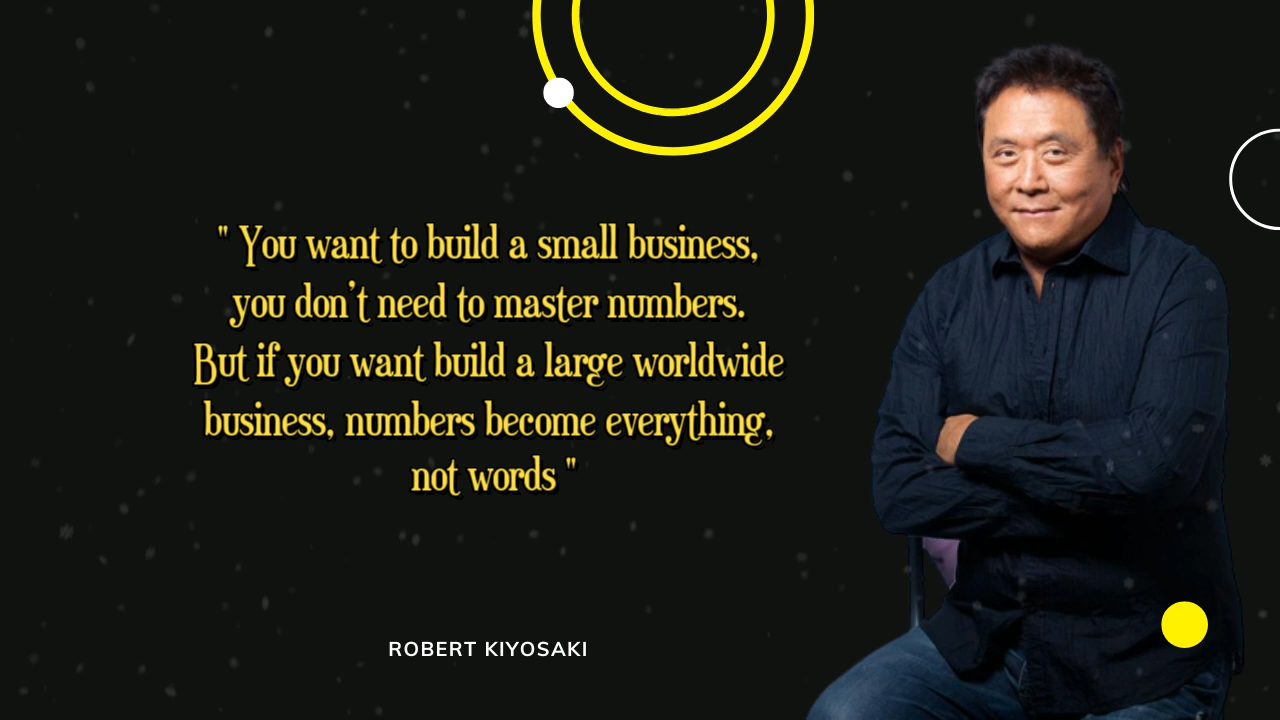 " You want to build a small business,
you don't need to master numbers.
But if you want build a large worldwide
business, numbers become everything,
not words "
ROBERT KIYOSAKI